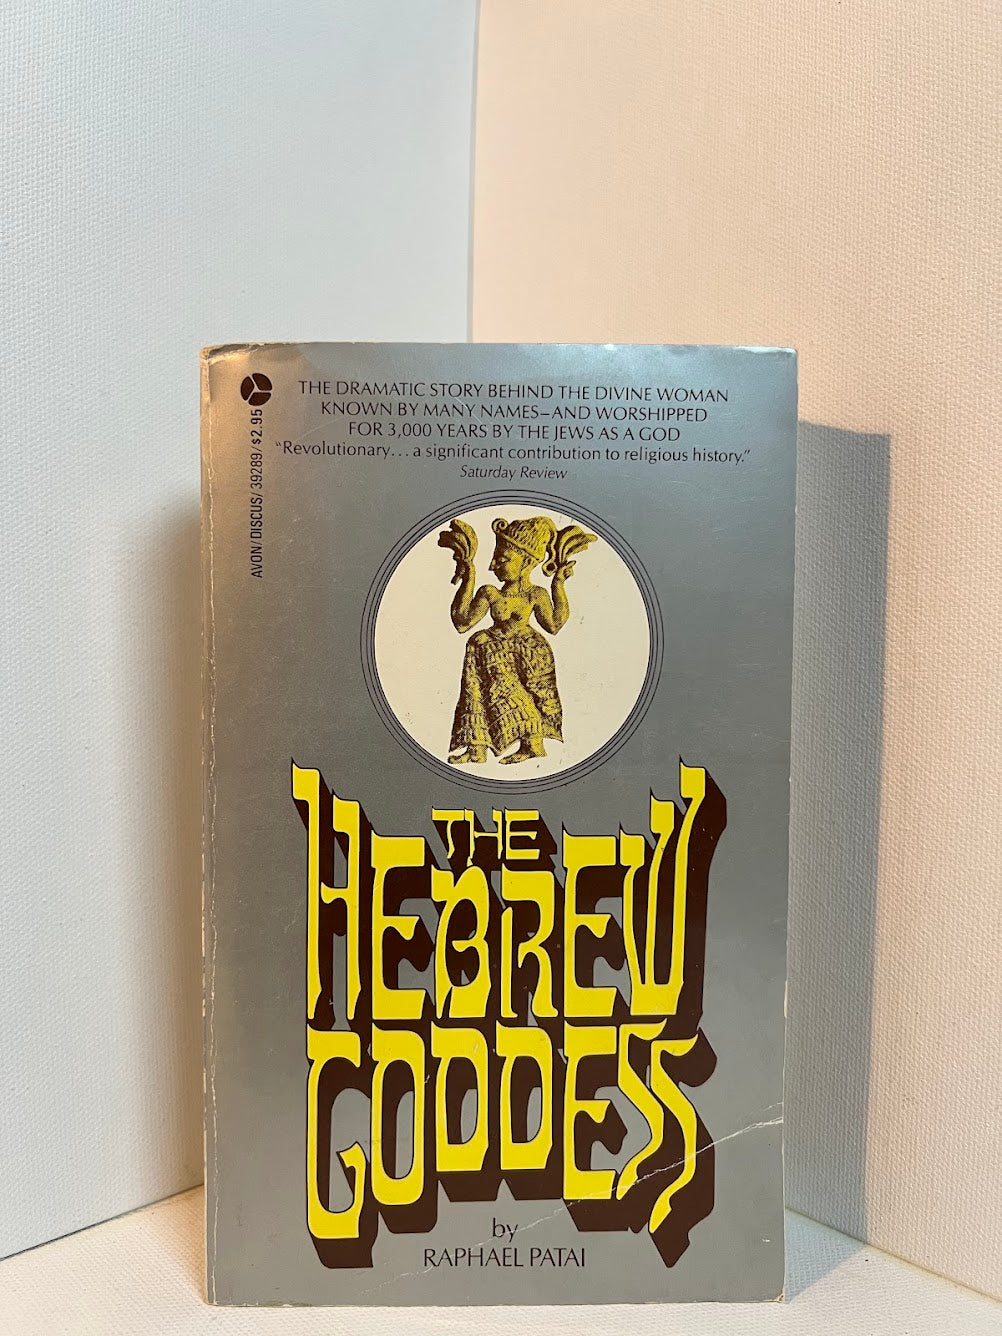 THE DRAMATIC STORY BEHIND THE DIVINE WOMAN
KNOWN BY MANY NAMES—AND WORSHIPPED
FOR 3,000 YEARS BY THE JEWS AS A GOD
"Revolutionary... a significant contribution to religious history."
Saturday Review
AVON/DISCUS/39289/$2.95
THE
HEBREW
GODDESS
by
RAPHAEL PATAI